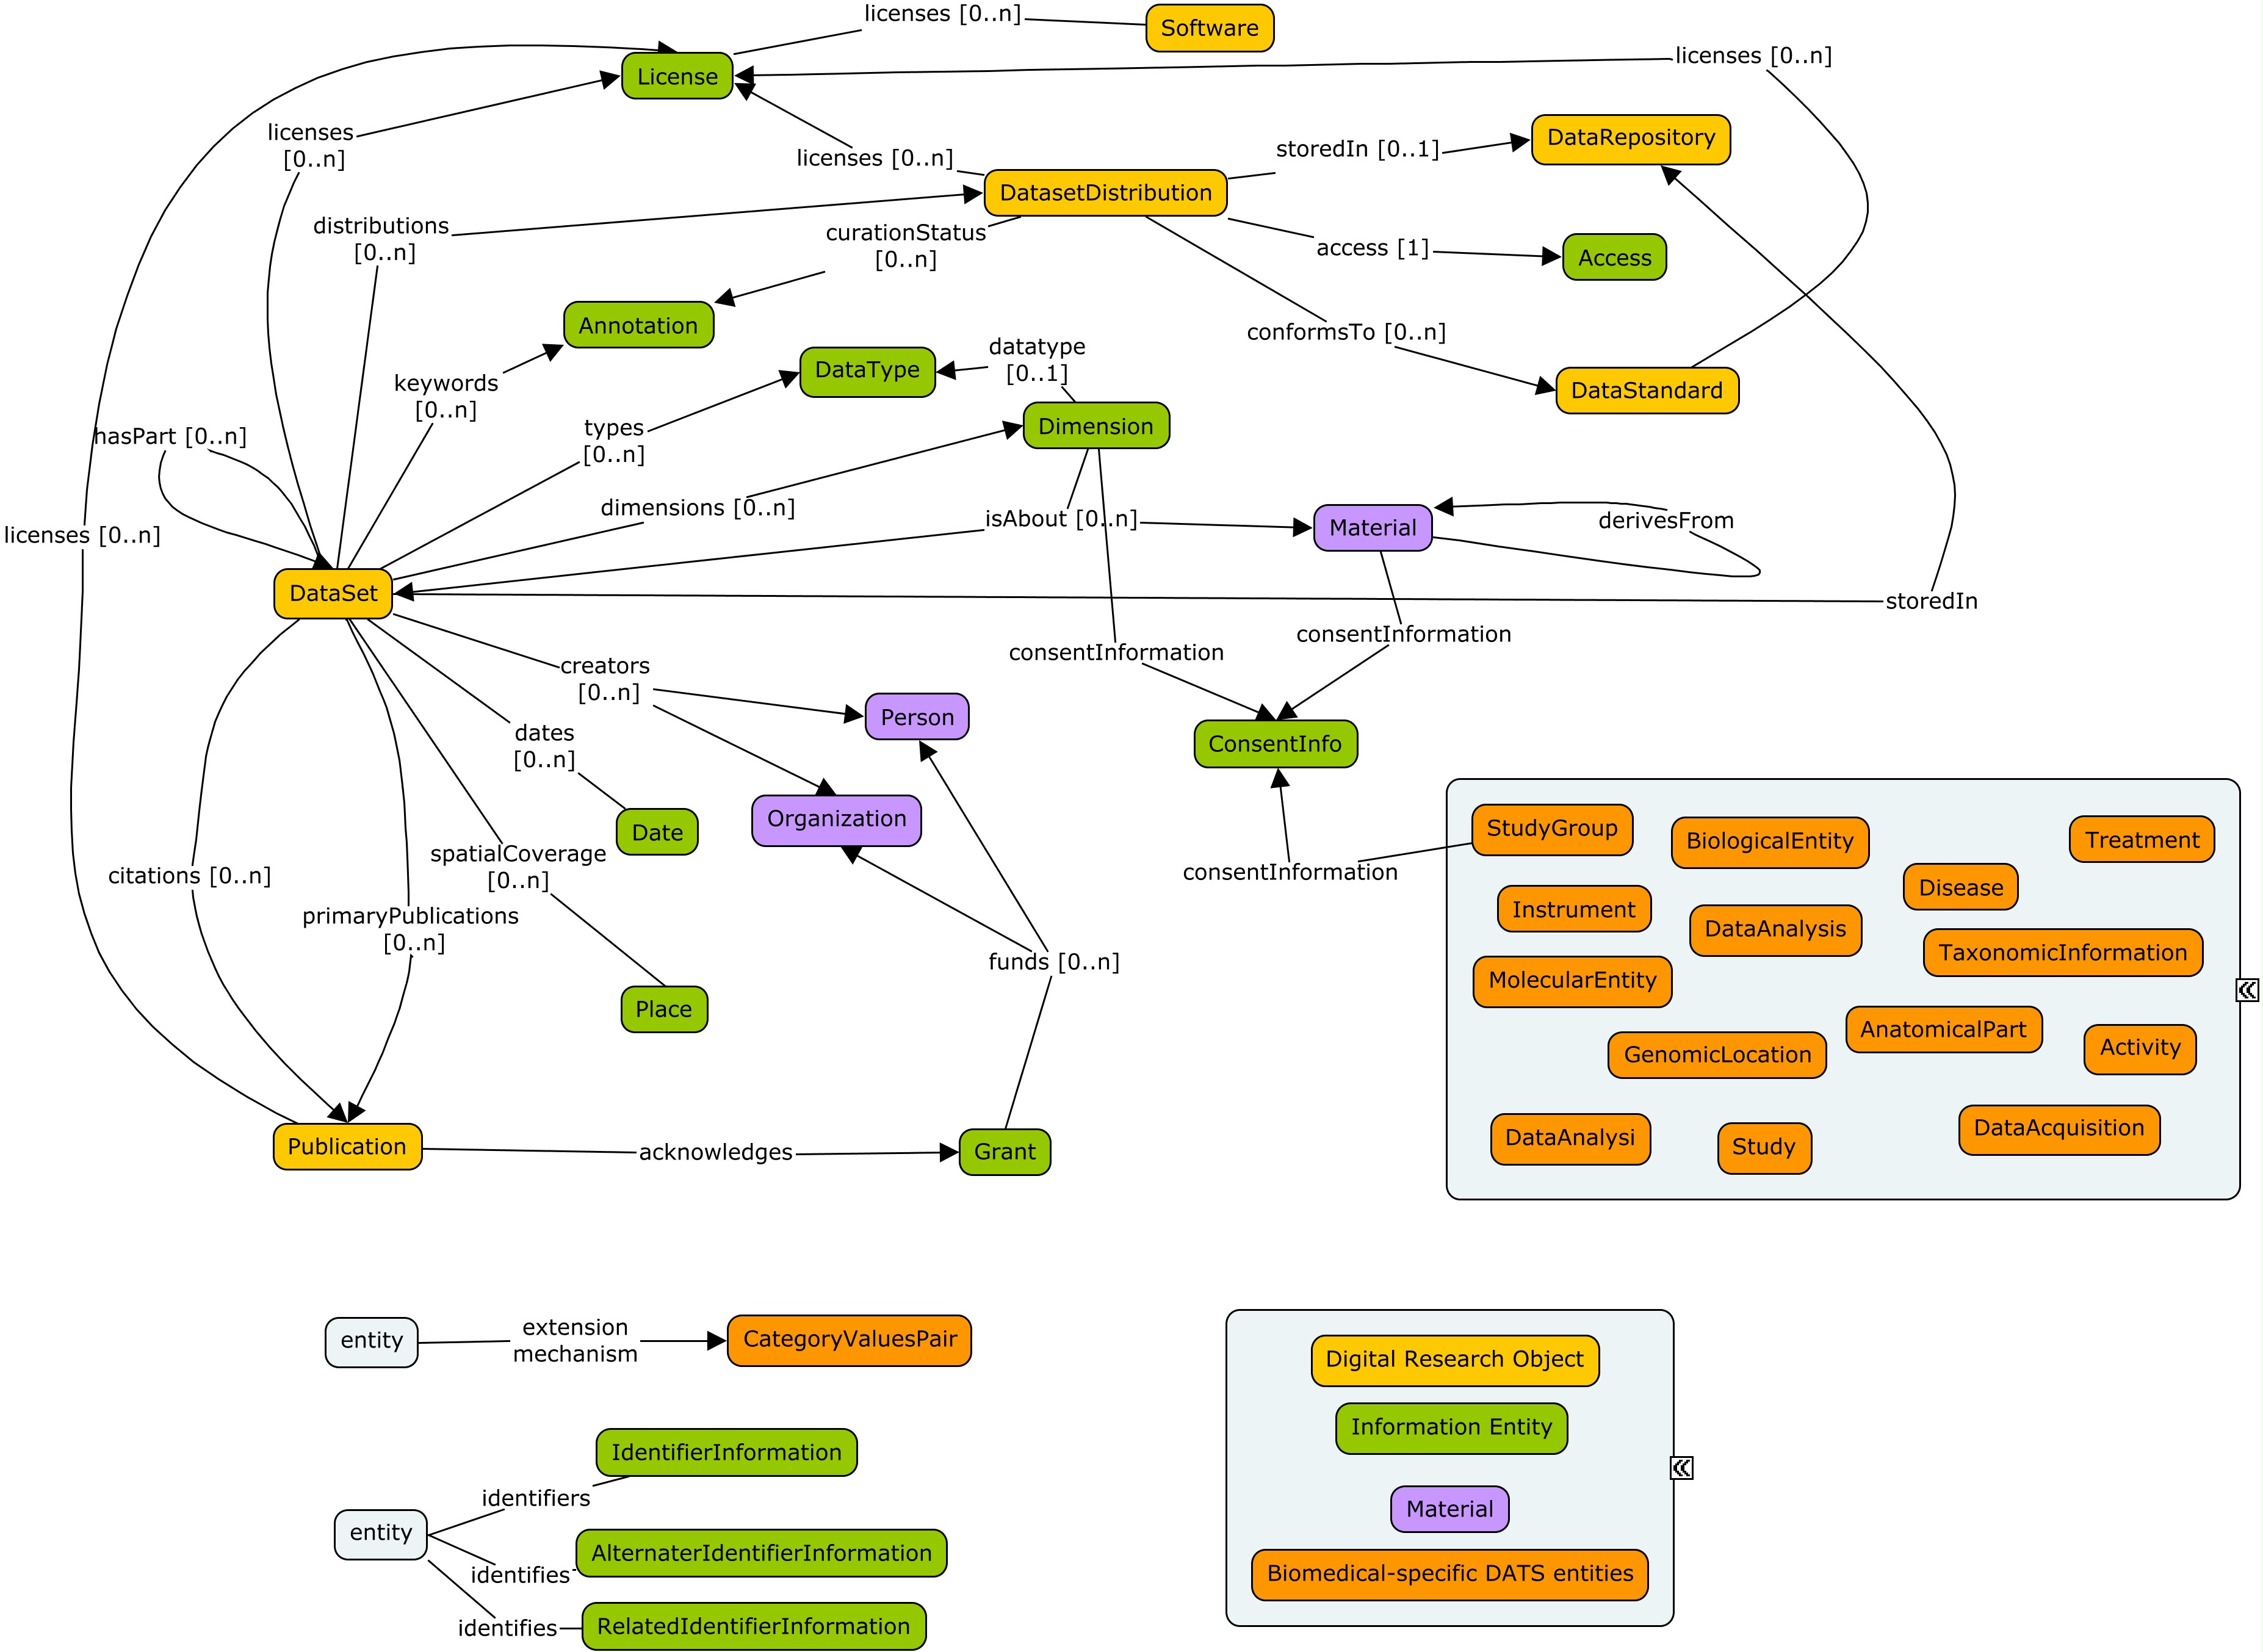 licenses [0..n]
Software
License
licenses [0..n]
licenses
[0..n]
licenses [0..n]
storedIn [0..1]
DataRepository
DatasetDistribution
distributions
[0..n]
curationStatus
[0..n]
access [1]
Access
Annotation
conformsTo [0..n]
datatype
[0..1]
DataType
keywords
[0..n]
DataStandard
types
[0..n]
Dimension
hasPart [0..n]
dimensions [0..n]
isAbout [0..n]
Material
derivesFrom
licenses [0..n]
DataSet
storedIn
consentInformation
consentInformation
creators
[0..n]
Person
dates
[0..n]
ConsentInfo
Organization
Date
StudyGroup
BiologicalEntity
Treatment
spatialCoverage
[0..n]
citations [0..n]
consentInformation
Disease
Instrument
DataAnalysis
primaryPublications
[0..n]
funds [0..n]
TaxonomicInformation
MolecularEntity
Place
AnatomicalPart
GenomicLocation
Activity
Publication
acknowledges
Grant
DataAnalysi
Study
DataAcquisition
entity
extension
mechanism
CategoryValuesPair
Digital Research Object
Information Entity
Material
Biomedical-specific DATS entities
IdentifierInformation
identifiers
entity
AlternaterIdentifierInformation
identifies
RelatedIdentifierInformation
identifies